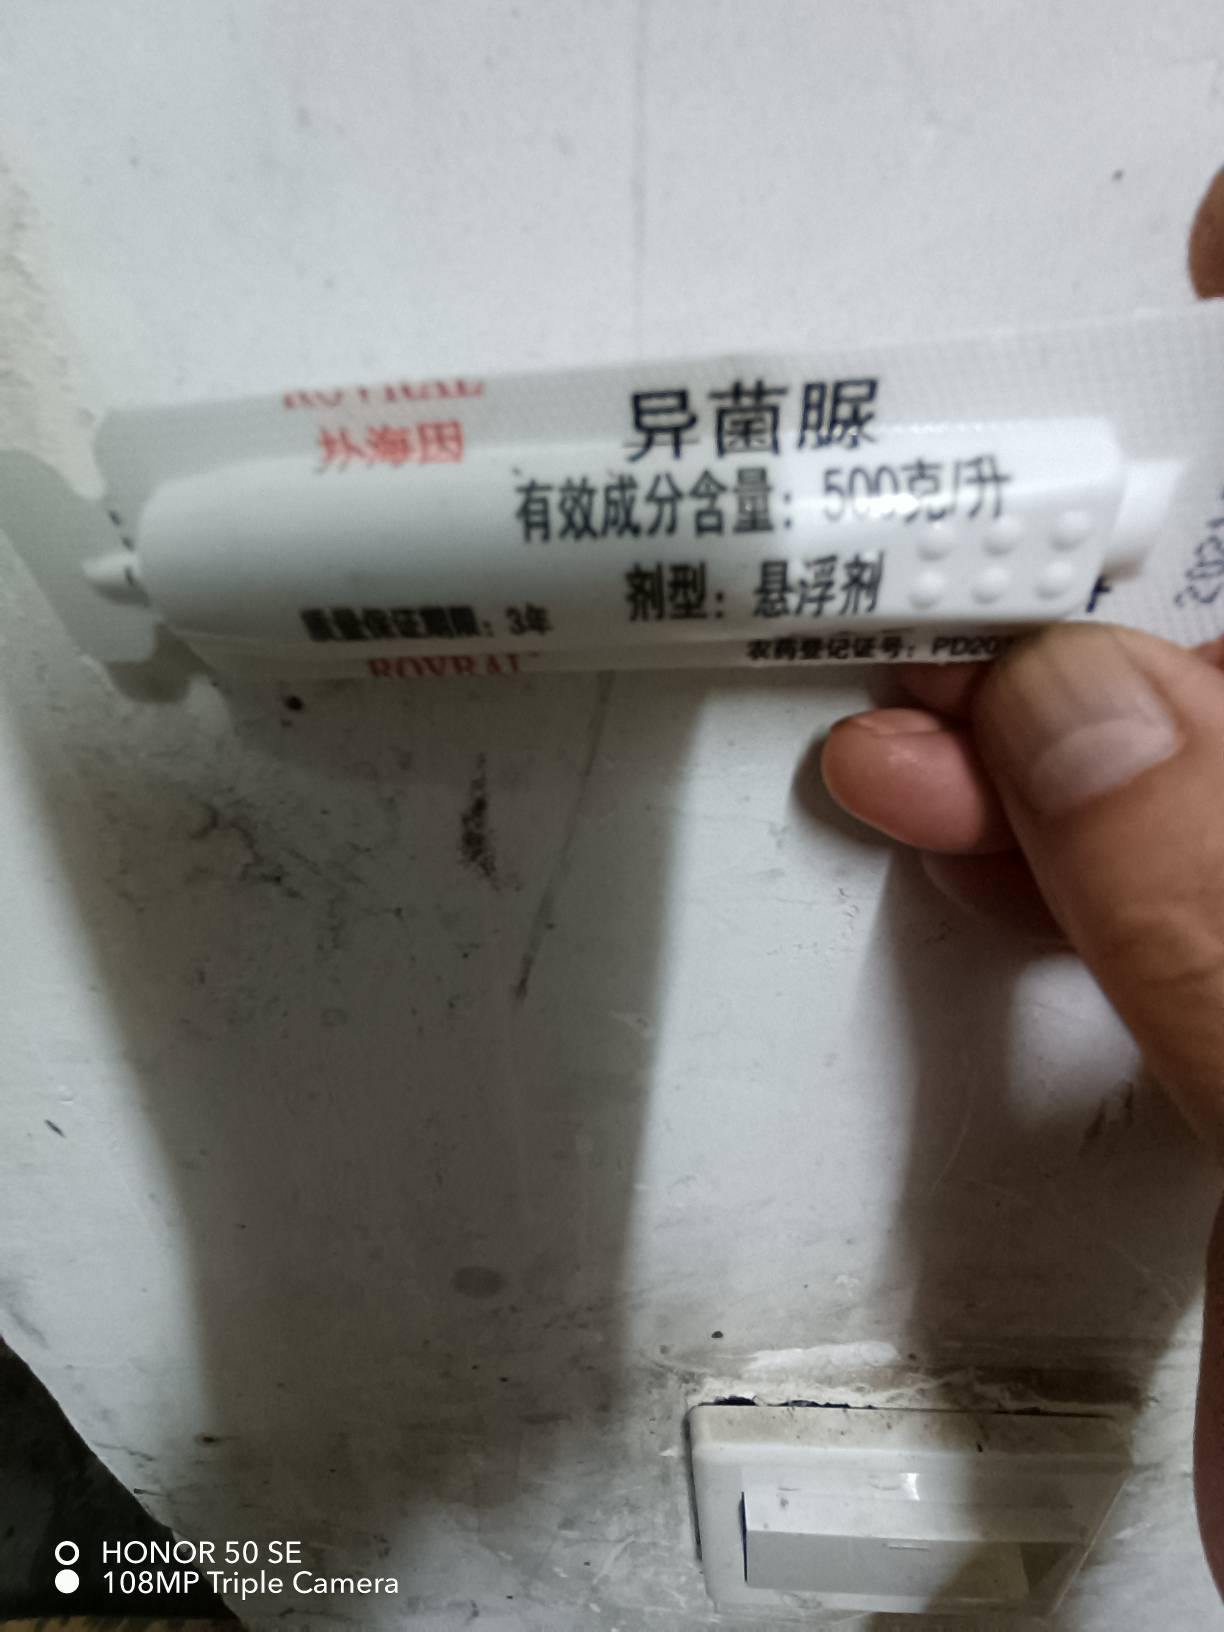 异菌脲
海因
有效成分含量：500克/升
剂型：悬浮剂
质量保证期限：3年
ROVRAL
农药登记证号：PD20
HONOR 50 SE
108MP Triple Camera